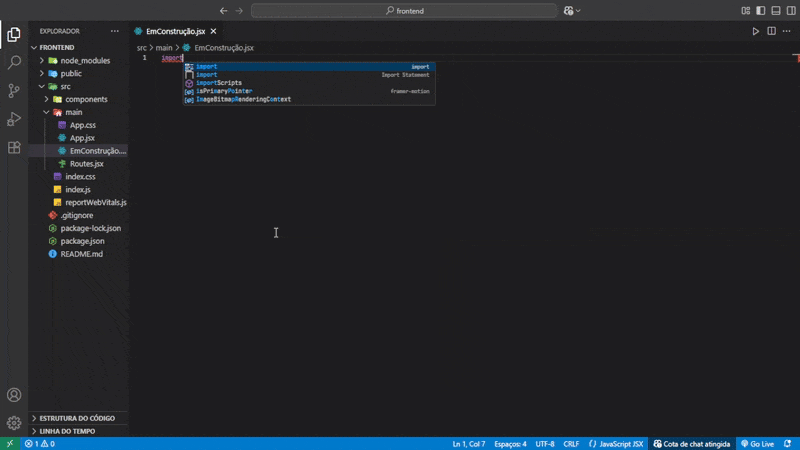 frontend
EXPLORADOR
EmConstrução.jsx
FRONTEND
node_modules
public
src
components
main
App.css
App.jsx
EmConstrução....
Routes.jsx
index.css
index.js
reportWebVitals.js
.gitignore
package-lock.json
package.json
README.md
ESTRUTURA DO CÓDIGO
LINHA DO TEMPO
src > main > EmConstrução.jsx
1 import
import import
import Import Statement
importScripts
isPrimaryPointer framer-motion
ImageBitmapRenderingContext
1 0 Ln 1, Col 7 Espaços: 4 UTF-8 CRLF {} JavaScript JSX Cota de chat atingida Go Live